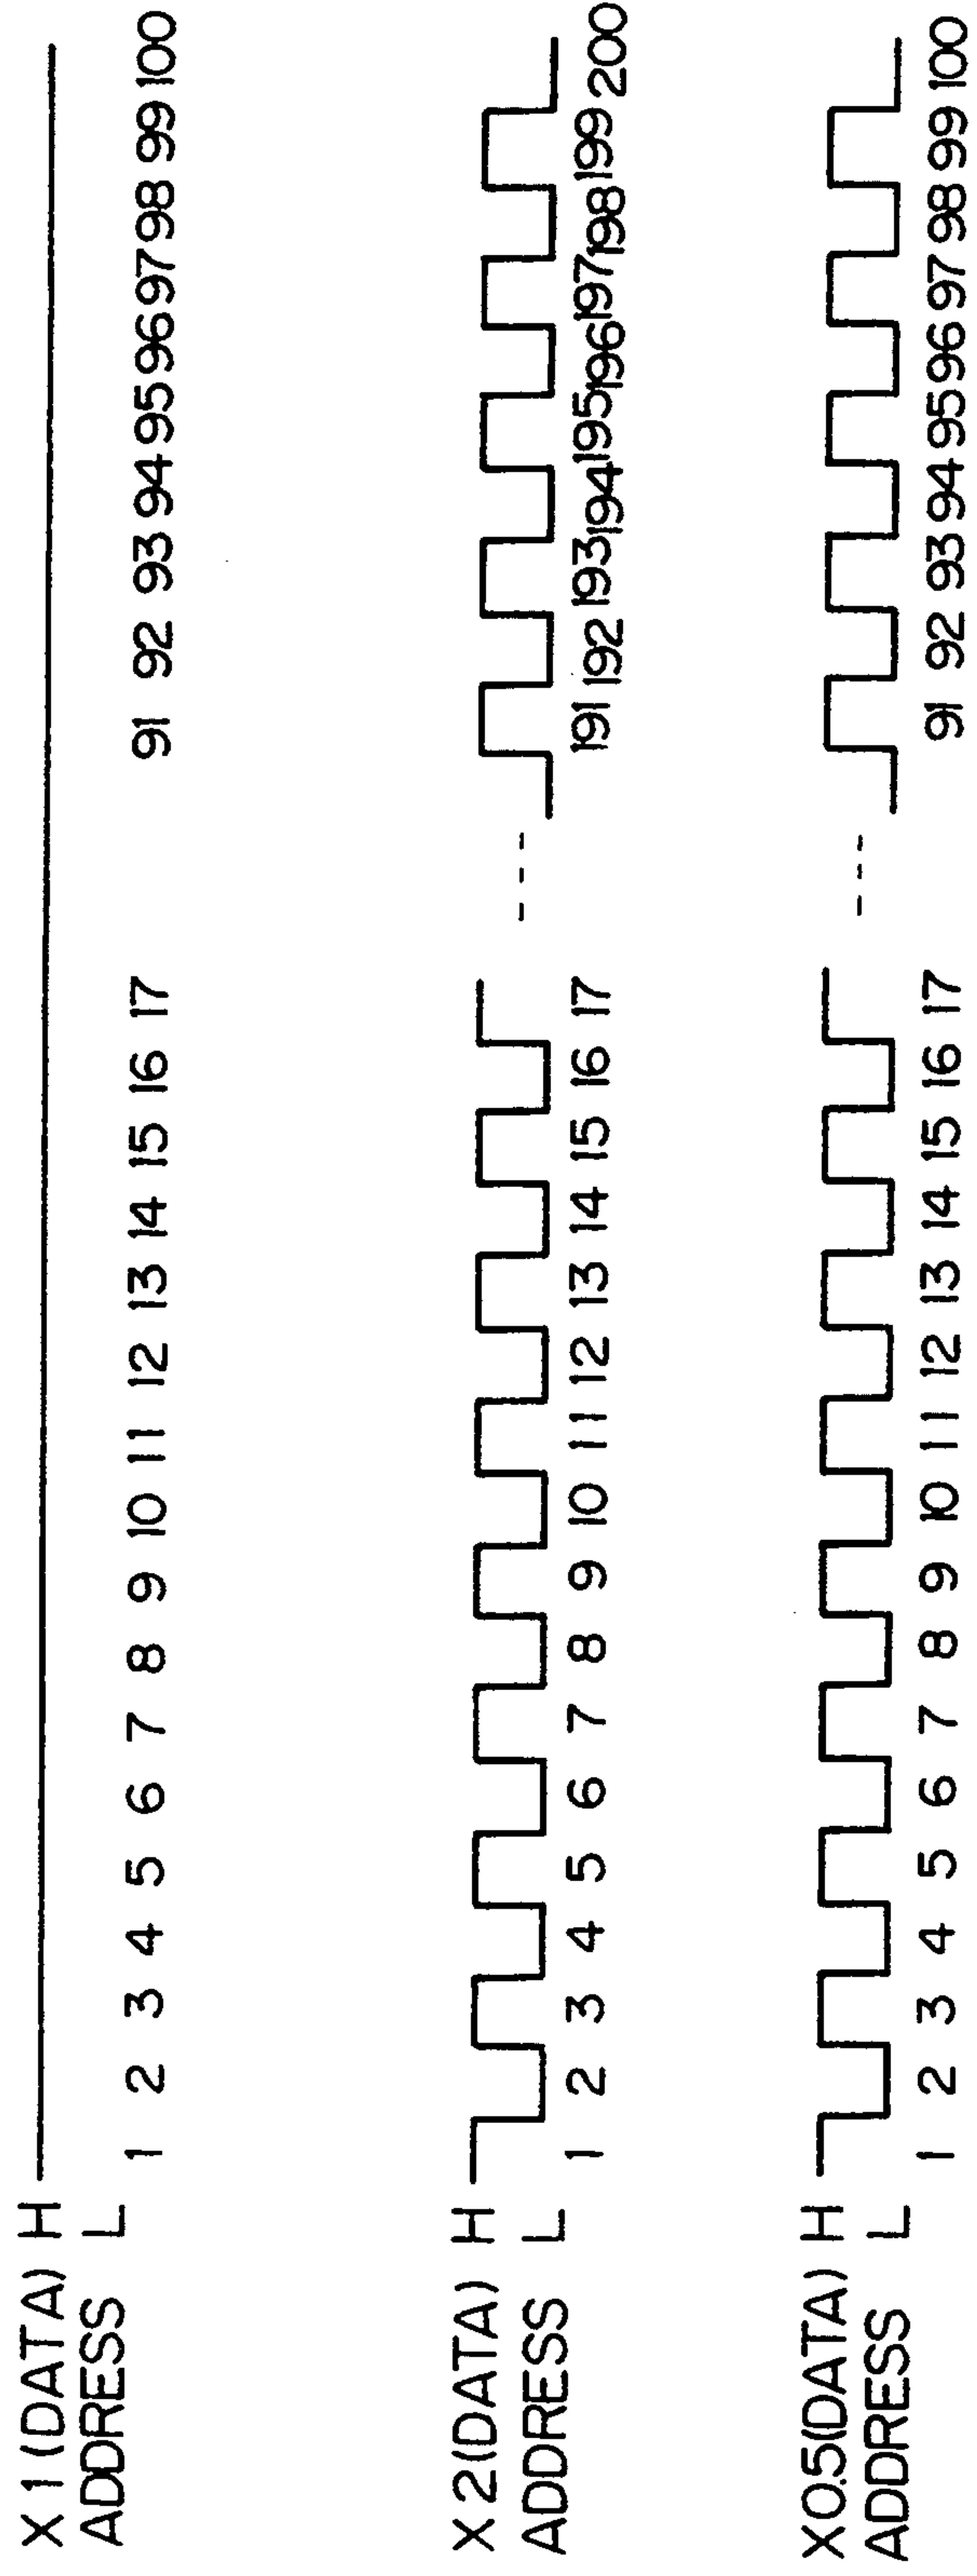 X 1 (DATA) H
ADDRESS L 1 2 3 4 5 6 7 8 9 10 11 12 13 14 15 16 17 91 92 93 94 95 96 97 98 99 100
X 2 (DATA) H
ADDRESS L 1 2 3 4 5 6 7 8 9 10 11 12 13 14 15 16 17 191 192 193 194 195 196 197 198 199 200
X 0.5 (DATA) H
ADDRESS L 1 2 3 4 5 6 7 8 9 10 11 12 13 14 15 16 17 91 92 93 94 95 96 97 98 99 100